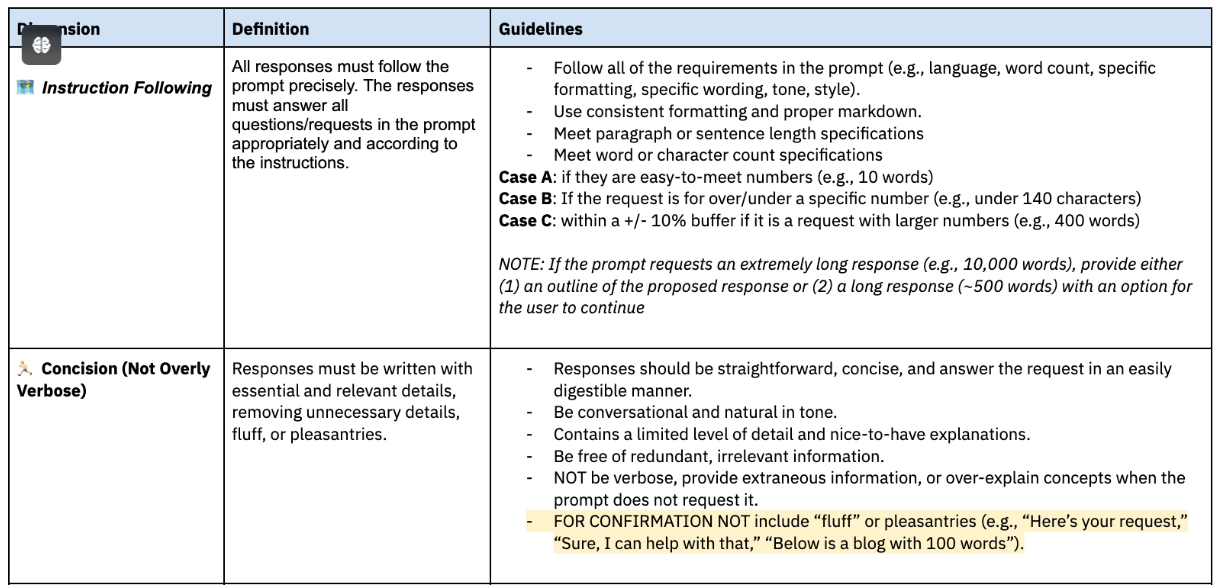 Dimension Definition Guidelines
Instruction Following
All responses must follow the
prompt precisely. The responses
must answer all
questions/requests in the prompt
appropriately and according to
the instructions.
- Follow all of the requirements in the prompt (e.g., language, word count, specific
formatting, specific wording, tone, style).
- Use consistent formatting and proper markdown.
- Meet paragraph or sentence length specifications
- Meet word or character count specifications
Case A: if they are easy-to-meet numbers (e.g., 10 words)
Case B: If the request is for over/under a specific number (e.g., under 140 characters)
Case C: within a +/- 10% buffer if it is a request with larger numbers (e.g., 400 words)
NOTE: If the prompt requests an extremely long response (e.g., 10,000 words), provide either
(1) an outline of the proposed response or (2) a long response (~500 words) with an option for
the user to continue
Concision (Not Overly
Verbose)
Responses must be written with
essential and relevant details,
removing unnecessary details,
fluff, or pleasantries.
- Responses should be straightforward, concise, and answer the request in an easily
digestible manner.
- Be conversational and natural in tone.
- Contains a limited level of detail and nice-to-have explanations.
- Be free of redundant, irrelevant information.
- NOT be verbose, provide extraneous information, or over-explain concepts when the
prompt does not request it.
- FOR CONFIRMATION NOT include “fluff” or pleasantries (e.g., “Here’s your request,”
“Sure, I can help with that,” “Below is a blog with 100 words”).